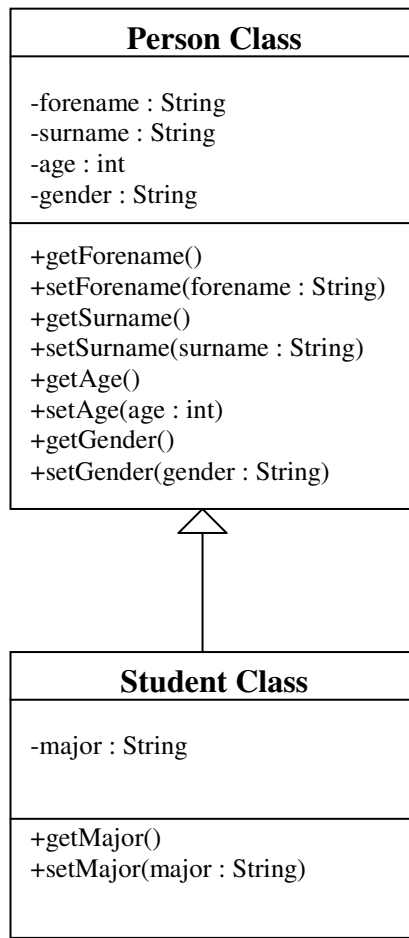 Person Class
-forename : String
-surname : String
-age : int
-gender : String
+getForename()
+setForename(forename : String)
+getSurname()
+setSurname(surname : String)
+getAge()
+setAge(age : int)
+getGender()
+setGender(gender : String)
Student Class
-major : String
+getMajor()
+setMajor(major : String)